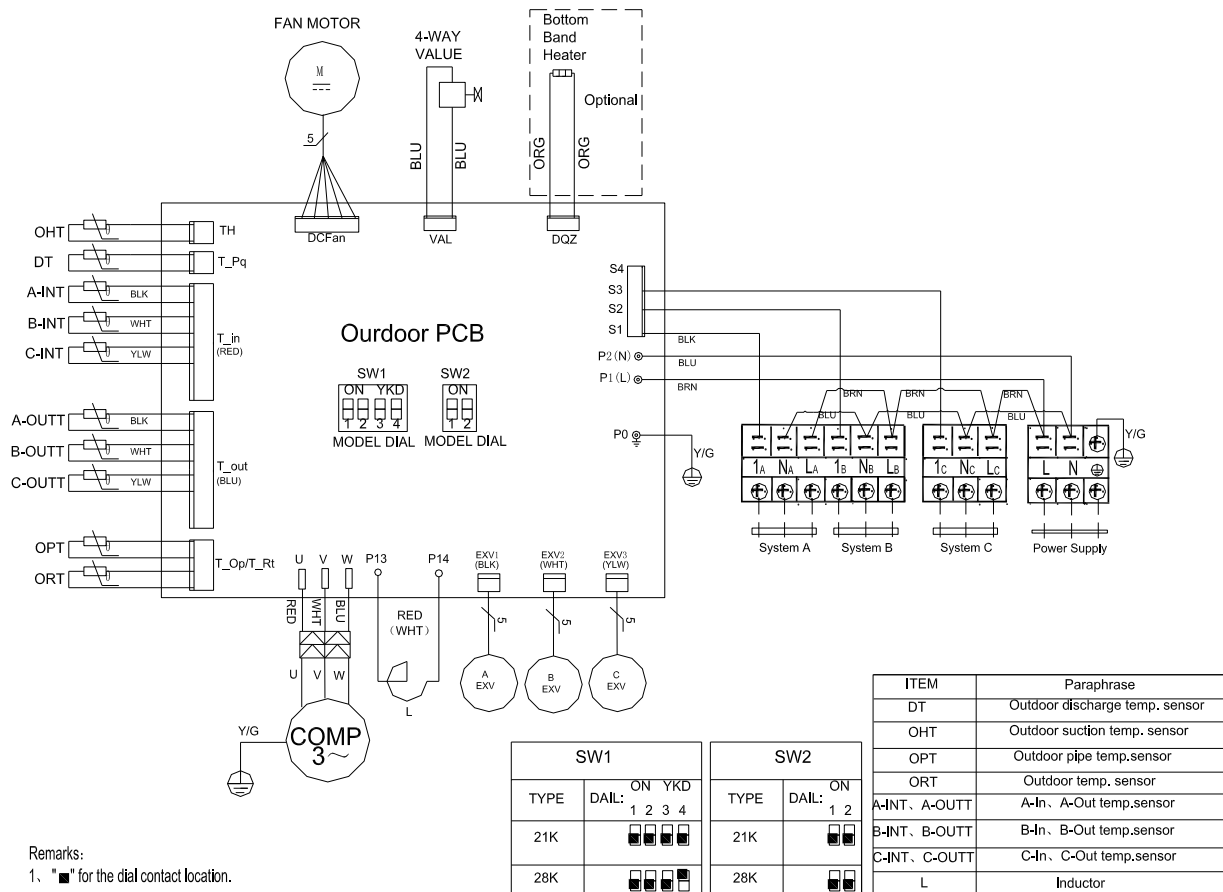 FAN MOTOR
M
5
4-WAY
VALUE
BLU
BLU
Bottom
Band
Heater
Optional
ORG
ORG
DCFan
VAL
DQZ
OHT
TH
DT
T_Pq
A-INT
BLK
B-INT
WHT
C-INT
YLW
T_in
(RED)
A-OUTT
BLK
B-OUTT
WHT
C-OUTT
YLW
T_out
(BLU)
OPT
ORT
T_Op/T_Rt
Ourdoor PCB
SW1
ON YKD
1 2 3 4
MODEL DIAL
SW2
ON
1 2
MODEL DIAL
S4
S3
S2
S1
BLK
P2(N)
BLU
P1(L)
BRN
P0
Y/G
BRN
BRN
BLU
BLU
BLU
Y/G
1A NA LA 1B NB LB
1C NC LC
L N
System A
System B
System C
Power Supply
U V W
P13
P14
EXV1
(BLK)
EXV2
(WHT)
EXV3
(YLW)
RED
WHT
BLU
RED
(WHT)
5
5
5
U V W
L
A
EXV
B
EXV
C
EXV
Y/G
COMP
3~
SW1
TYPE
DAIL:
ON YKD
1 2 3 4
21K
28K
SW2
TYPE
DAIL:
ON
1 2
21K
28K
ITEM Paraphrase
DT Outdoor discharge temp. sensor
OHT Outdoor suction temp. sensor
OPT Outdoor pipe temp.sensor
ORT Outdoor temp. sensor
A-INT、A-OUTT A-In、A-Out temp.sensor
B-INT、B-OUTT B-In、B-Out temp.sensor
C-INT、C-OUTT C-In、C-Out temp.sensor
L Inductor
Remarks:
1、"■" for the dial contact location.